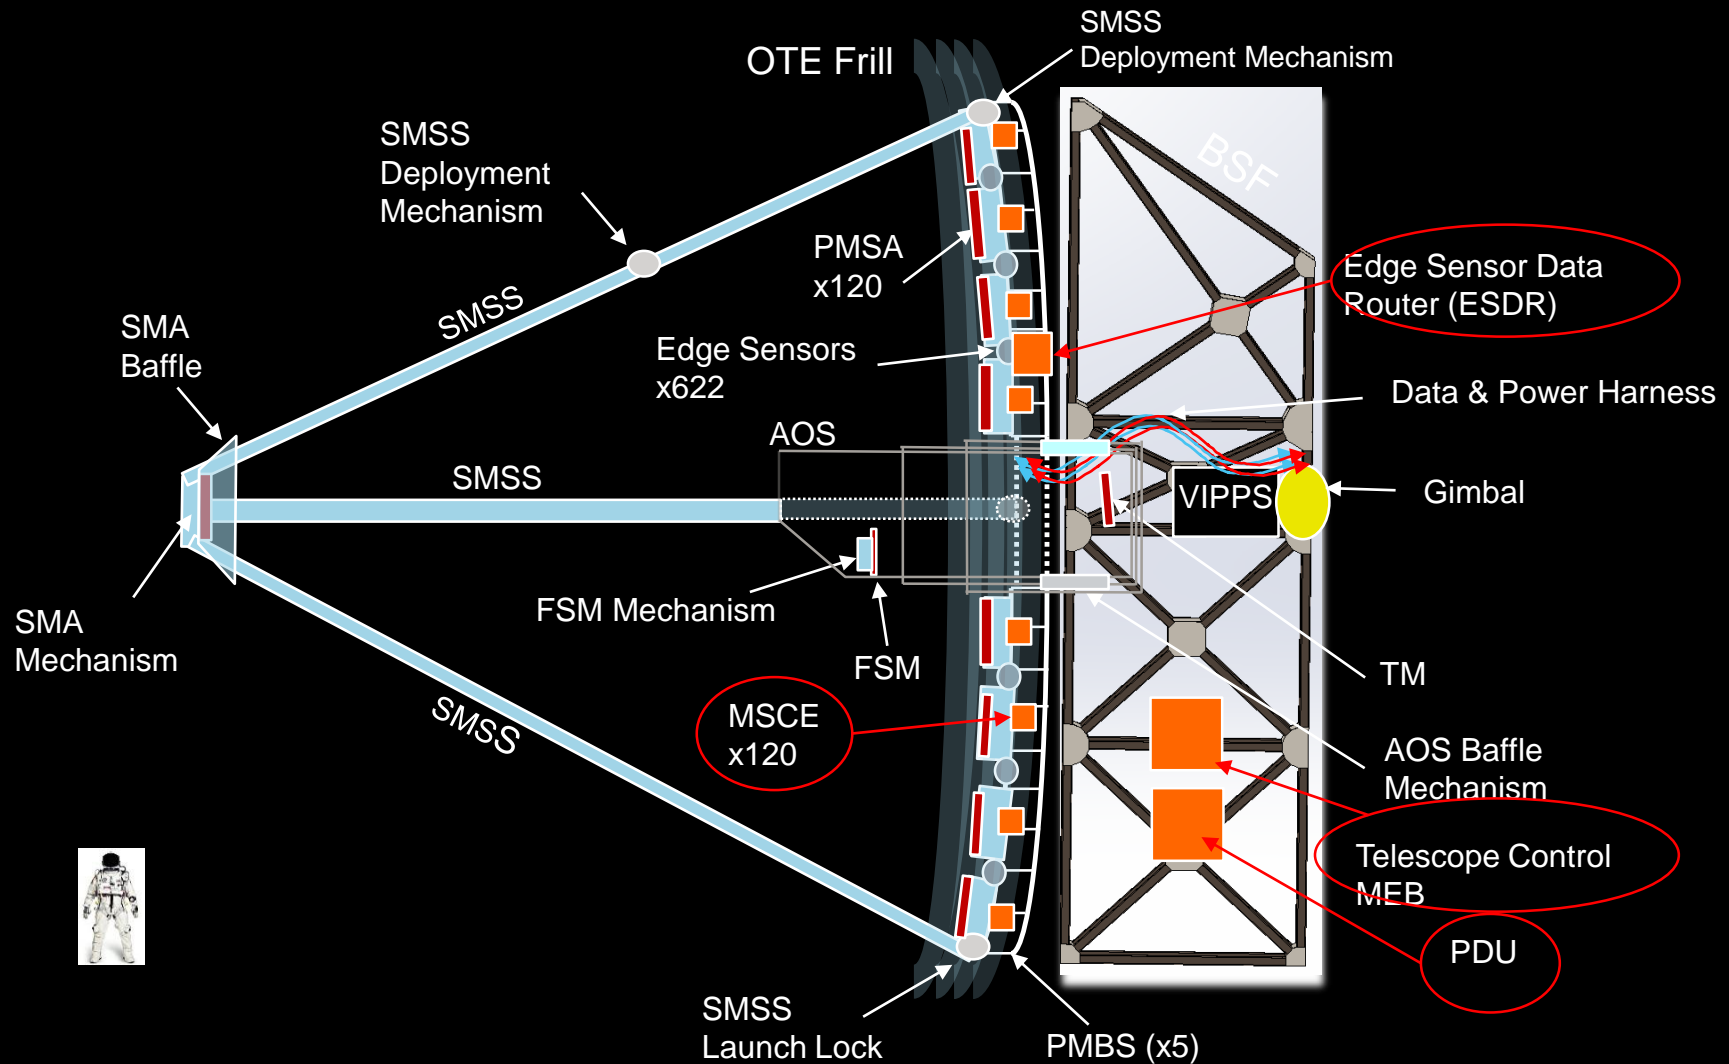 SMSS
Deployment Mechanism
OTE Frill
SMSS
Deployment
Mechanism
BSF
PMSA
x120
Edge Sensor Data
Router (ESDR)
SMSS
SMA
Baffle
Edge Sensors
x622
Data & Power Harness
AOS
SMSS
VIPPS
Gimbal
FSM Mechanism
SMA
Mechanism
FSM
TM
SMSS
MSCE
x120
AOS Baffle
Mechanism
Telescope Control
MEB
PDU
SMSS
Launch Lock
PMBS (x5)